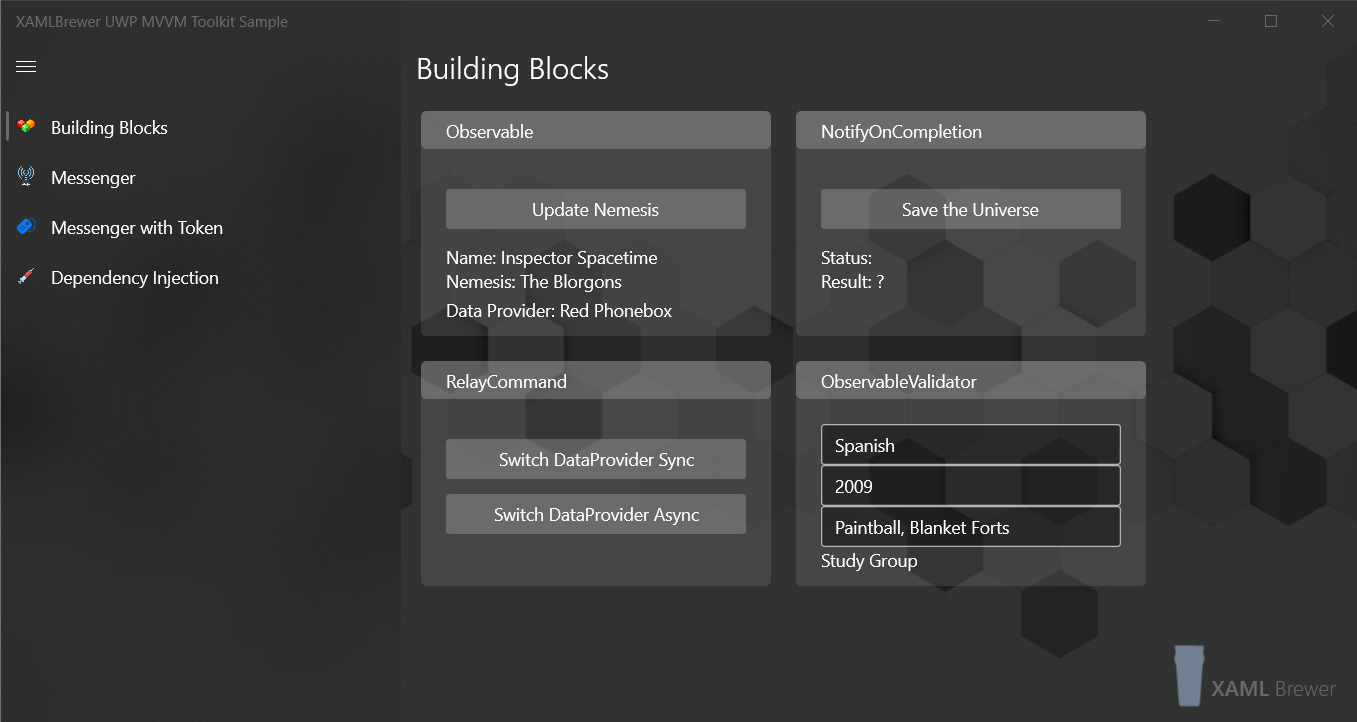 XAMLBrewer UWP MVVM Toolkit Sample
Building Blocks
Messenger
Messenger with Token
Dependency Injection
Building Blocks
Observable
Update Nemesis
Name: Inspector Spacetime
Nemesis: The Blorgons
Data Provider: Red Phonebox
NotifyOnCompletion
Save the Universe
Status:
Result: ?
RelayCommand
Switch DataProvider Sync
Switch DataProvider Async
ObservableValidator
Spanish
2009
Paintball, Blanket Forts
Study Group
XAML Brewer